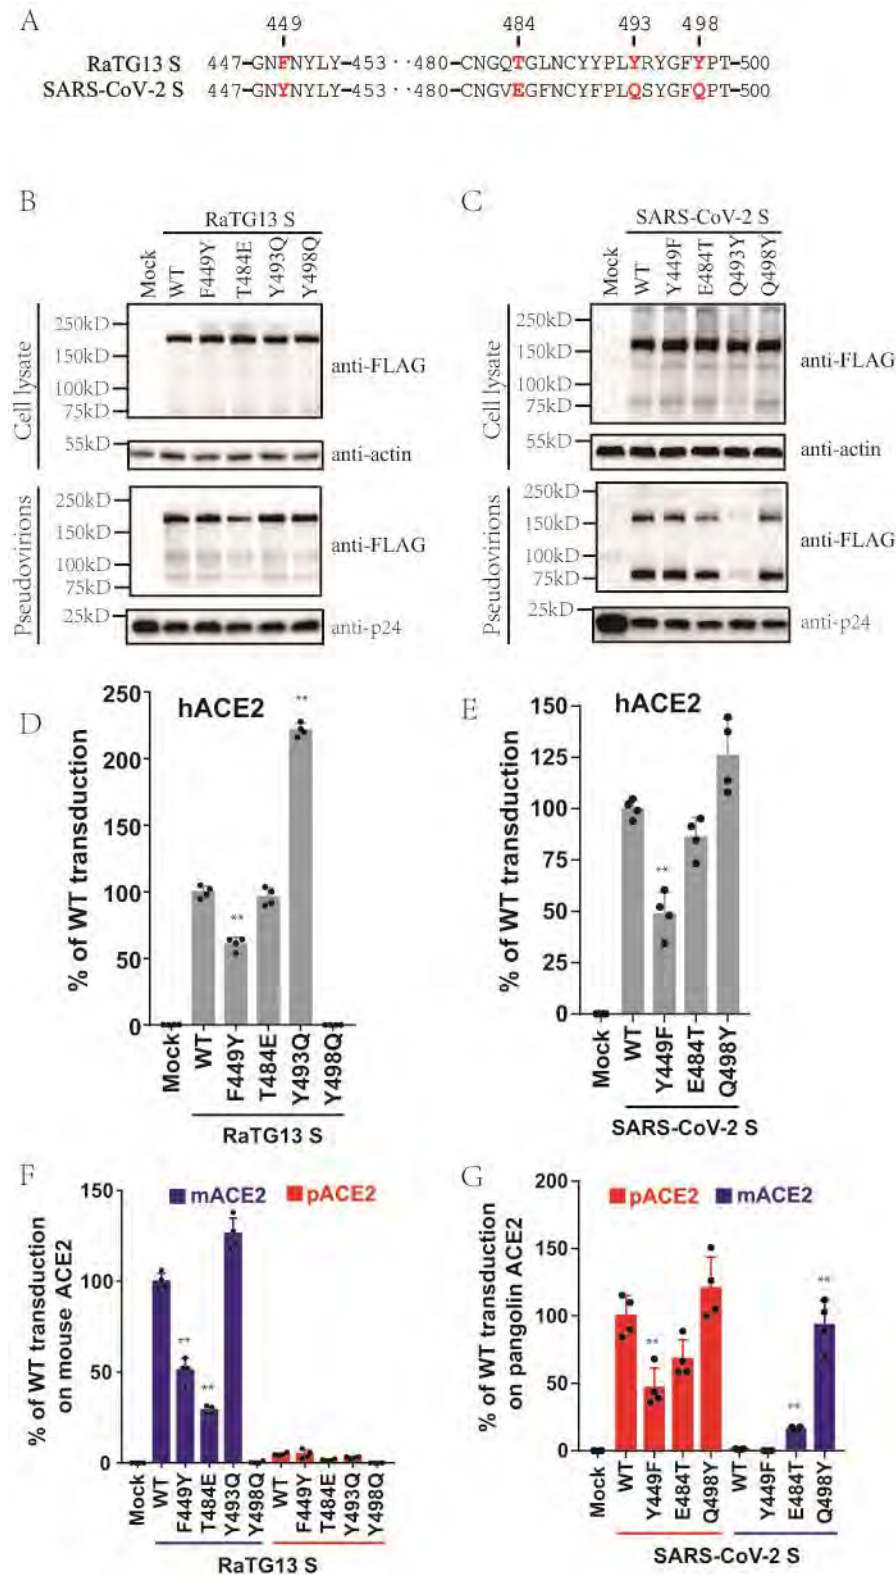 A
449 484 493 498
RaTG13 S 447-GNFNYLY-453 ··480-CNGQTGLNCYYPLYRYGFYPT-500
SARS-CoV-2 S 447-GNYNYLY-453 ··480-CNGVEGFNCYFPLQSYGFQPT-500
B
RaTG13 S
Mock WT F449Y T484E Y493Q Y498Q
Cell lysate
250kD
150kD
100kD
75kD
anti-FLAG
55kD
anti-actin
Pseudovirions
250kD
150kD
100kD
75kD
anti-FLAG
25kD
anti-p24
C
SARS-CoV-2 S
Mock WT Y449F E484T Q493Y Q498Y
Cell lysate
250kD
150kD
100kD
75kD
anti-FLAG
55kD
anti-actin
Pseudovirions
250kD
150kD
100kD
75kD
anti-FLAG
25kD
anti-p24
D
hACE2
% of WT transduction
250
200
150
100
50
0
**
**
Mock WT F449Y T484E Y493Q Y498Q
RaTG13 S
E
hACE2
% of WT transduction
150
125
100
75
50
25
0
**
Mock WT Y449F E484T Q498Y
SARS-CoV-2 S
F
mACE2 pACE2
% of WT transduction
on mouse ACE2
150
100
50
0
**
**
Mock WT F449Y T484E Y493Q Y498Q WT F449Y T484E Y493Q Y498Q
RaTG13 S
G
pACE2 mACE2
% of WT transduction
on pangolin ACE2
200
150
100
50
0
**
**
**
Mock WT Y449F E484T Q498Y WT Y449F E484T Q498Y
SARS-CoV-2 S